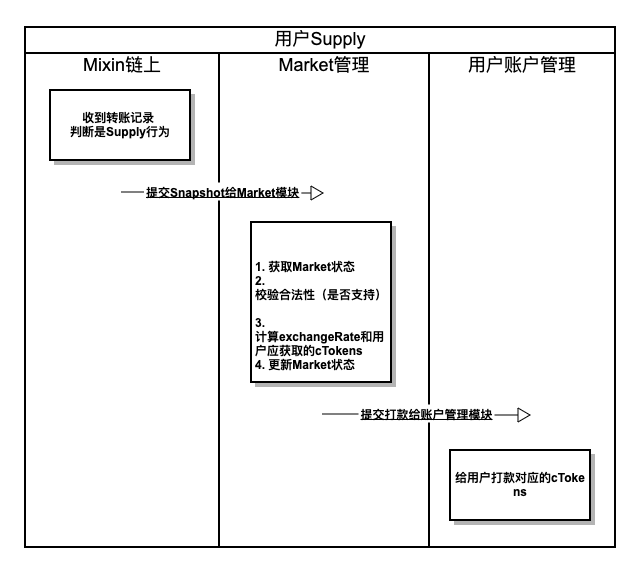 用户Supply
Mixin链上
Market管理
用户账户管理
收到转账记录
判断是Supply行为
提交Snapshot给Market模块
1. 获取Market状态
2.
校验合法性（是否支持）
3.
计算exchangeRate和用
户应获取的cTokens
4. 更新Market状态
提交打款给账户管理模块
给用户打款对应的cToke
ns